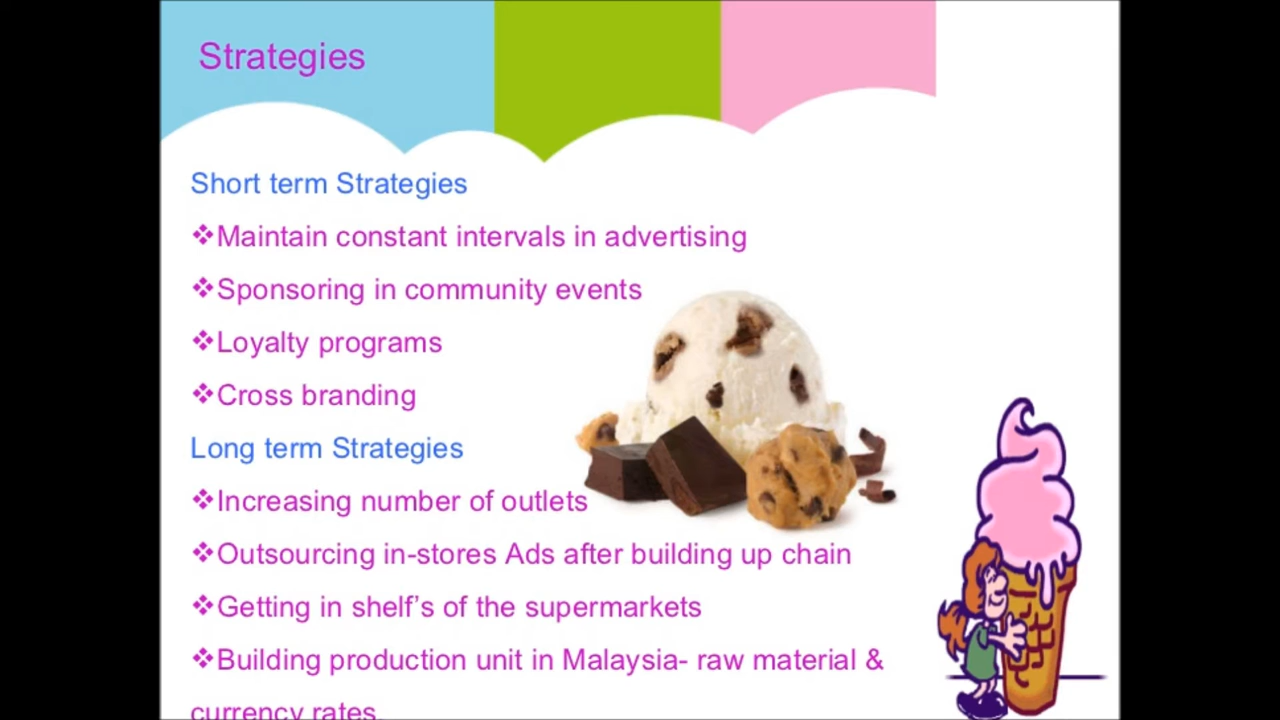 Strategies
Short term Strategies
❖Maintain constant intervals in advertising
❖Sponsoring in community events
❖Loyalty programs
❖Cross branding
Long term Strategies
❖Increasing number of outlets
❖Outsourcing in-stores Ads after building up chain
❖Getting in shelf’s of the supermarkets
❖Building production unit in Malaysia- raw material &
currency rates.